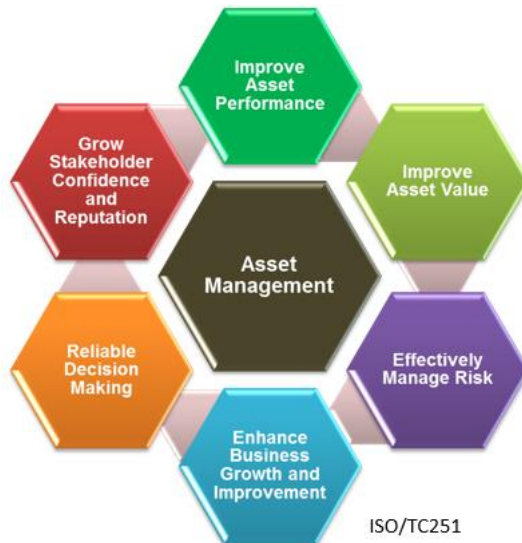 Improve
Asset
Performance
Grow
Stakeholder
Confidence
and
Reputation
Improve
Asset Value
Asset
Management
Reliable
Decision
Making
Effectively
Manage Risk
Enhance
Business
Growth and
Improvement
ISO/TC251